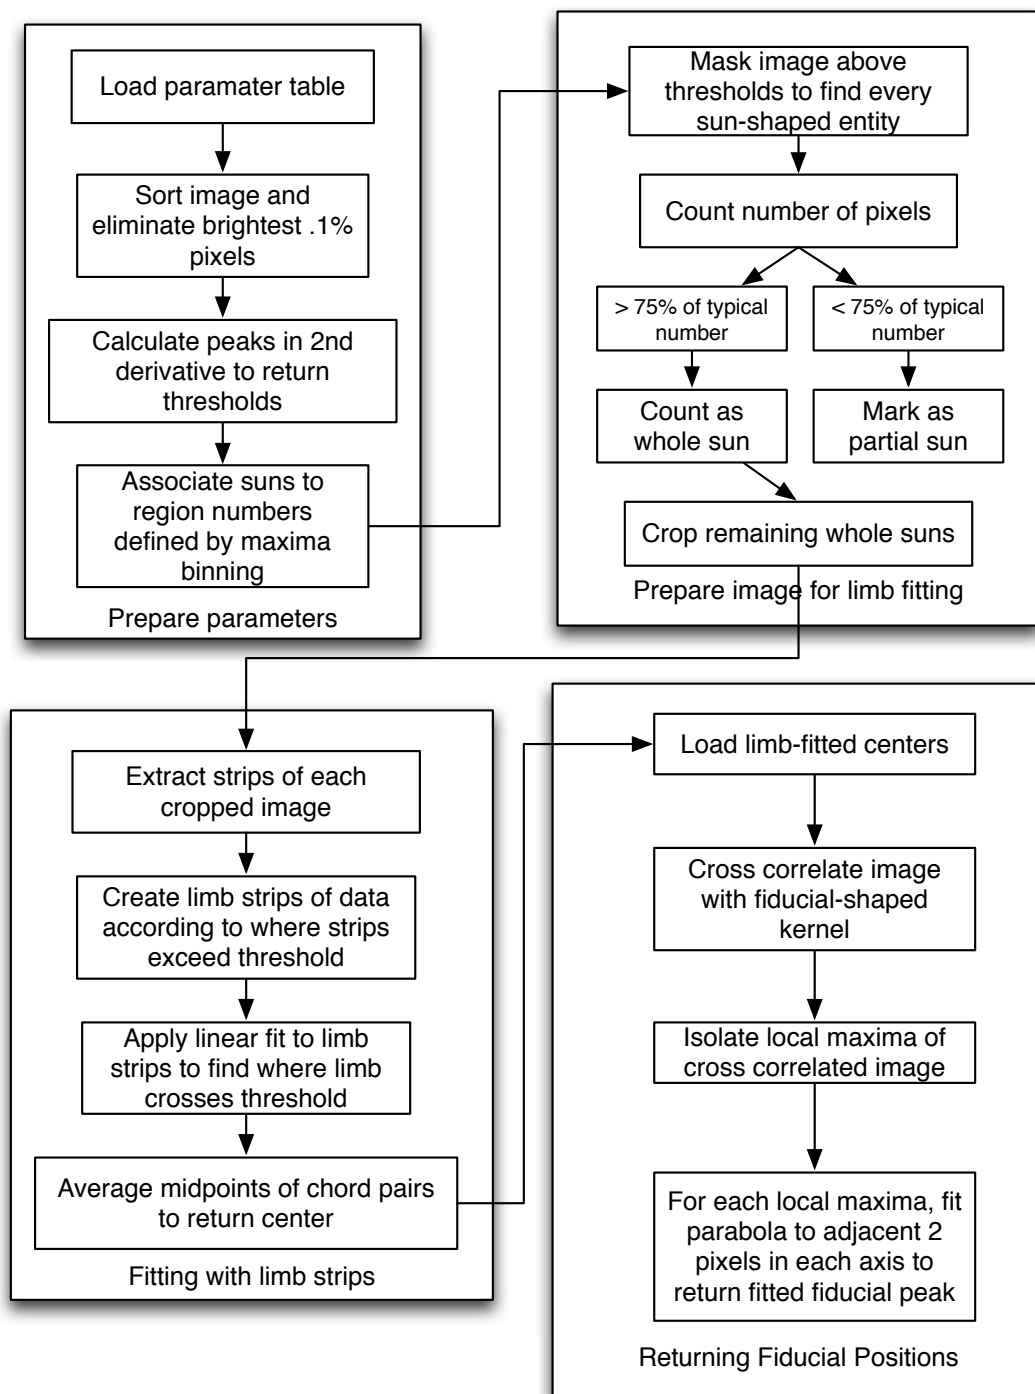 Load paramater table
Sort image and
eliminate brightest .1%
pixels
Calculate peaks in 2nd
derivative to return
thresholds
Associate suns to
region numbers
defined by maxima
binning
Prepare parameters
Mask image above
thresholds to find every
sun-shaped entity
Count number of pixels
> 75% of typical
number
< 75% of typical
number
Count as
whole sun
Mark as
partial sun
Crop remaining whole suns
Prepare image for limb fitting
Extract strips of each
cropped image
Create limb strips of data
according to where strips
exceed threshold
Apply linear fit to limb
strips to find where limb
crosses threshold
Average midpoints of chord pairs
to return center
Fitting with limb strips
Load limb-fitted centers
Cross correlate image
with fiducial-shaped
kernel
Isolate local maxima of
cross correlated image
For each local maxima, fit
parabola to adjacent 2
pixels in each axis to
return fitted fiducial peak
Returning Fiducial Positions